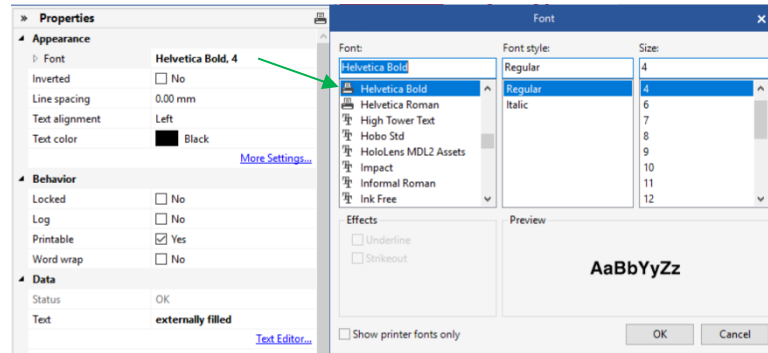 » Properties
Appearance
Font Helvetica Bold, 4
Inverted No
Line spacing 0.00 mm
Text alignment Left
Text color Black
More Settings...
Behavior
Locked No
Log No
Printable Yes
Word wrap No
Data
Status OK
Text externally filled
Text Editor...
Font
Font: Font style: Size:
Helvetica Bold Regular 4
Helvetica Bold Regular 4
Helvetica Roman Italic 6
High Tower Text 7
Hobo Std 8
HoloLens MDL2 Assets 9
Impact 10
Informal Roman 11
Ink Free 12
Effects Preview
Underline
Strikeout
AaBbYyZz
Show printer fonts only OK Cancel